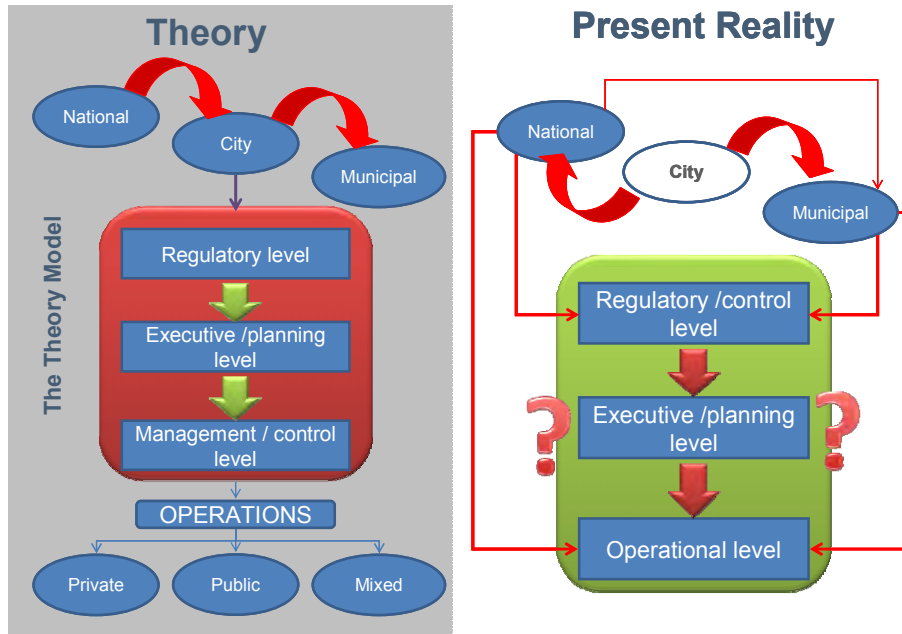 Theory
National
City
Municipal
The Theory Model
Regulatory level
Executive /planning
level
Management / control
level
OPERATIONS
Private
Public
Mixed
Present Reality
National
City
Municipal
Regulatory /control
level
?
Executive /planning
level
?
Operational level